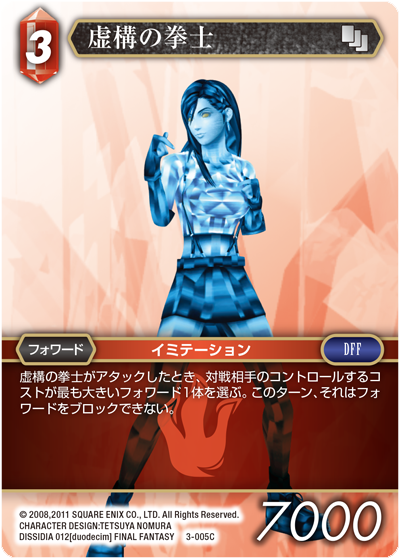 3
虚構の拳士
フォワード
イミテーション
DFF
虚構の拳士がアタックしたとき、対戦相手のコントロールするコ
ストが最も大きいフォワード1体を選ぶ。このターン、それはフォ
ワードをブロックできない。
© 2008,2011 SQUARE ENIX CO., LTD. All Rights Reserved.
CHARACTER DESIGN:TETSUYA NOMURA
DISSIDIA 012[duodecim] FINAL FANTASY 3-005C
7000